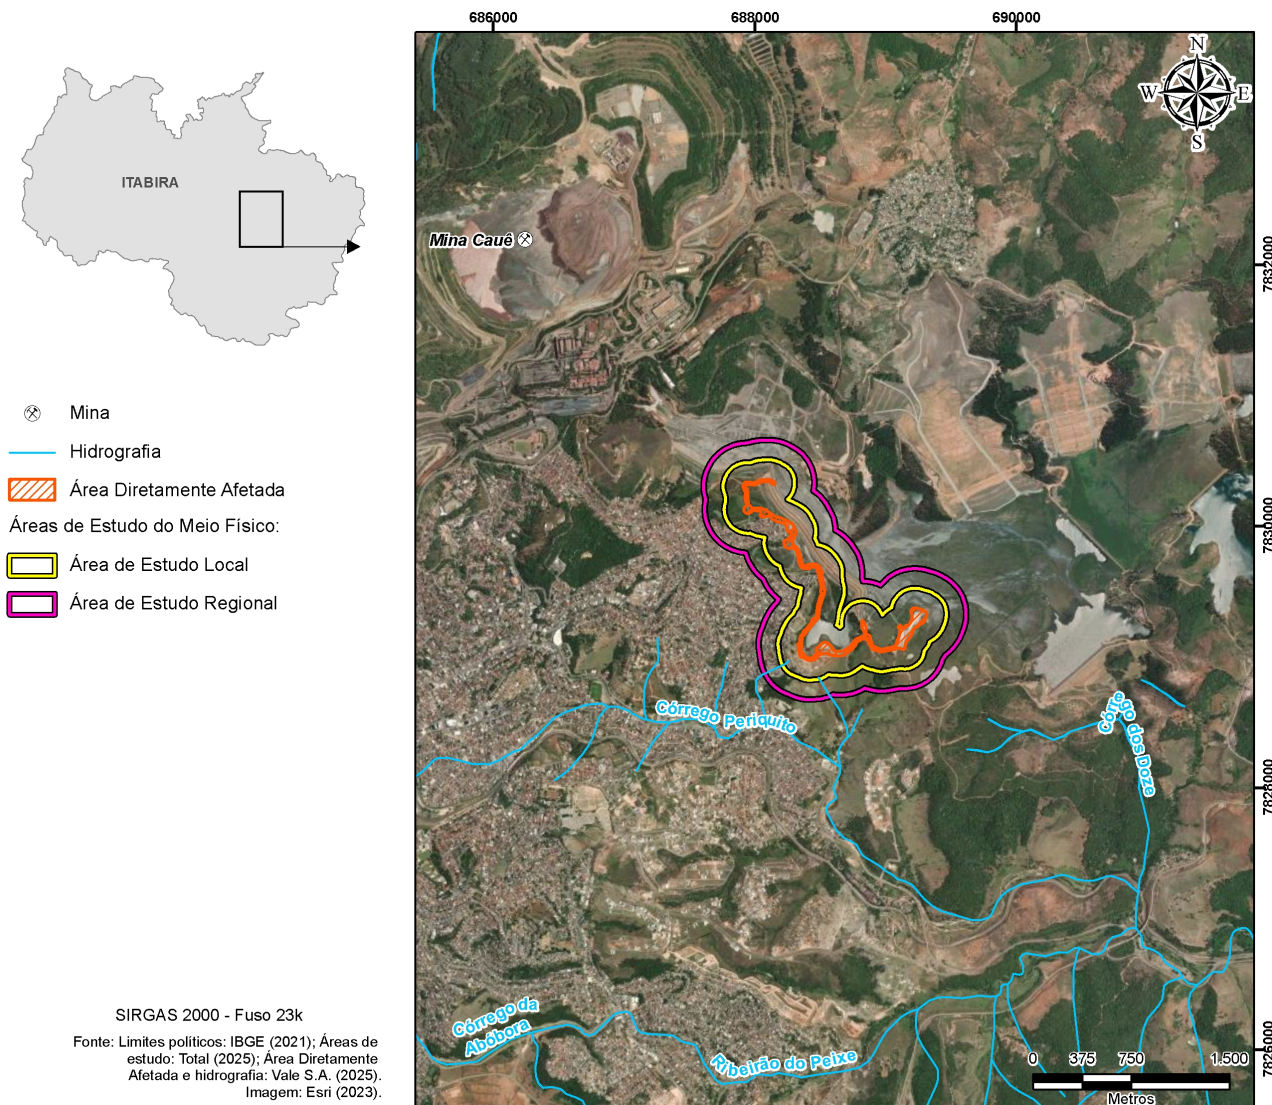 686000
688000
690000
N
W
E
S
ITABIRA
Mina Cauê
7832000
7830000
7828000
7826000
Mina
Hidrografia
Área Diretamente Afetada
Áreas de Estudo do Meio Físico:
Área de Estudo Local
Área de Estudo Regional
Córrego Periquito
Córrego dos Doze
Córrego da
Abóbora
Ribeirão do Peixe
SIRGAS 2000 - Fuso 23k
Fonte: Limites políticos: IBGE (2021); Áreas de
estudo: Total (2025); Área Diretamente
Afetada e hidrografia: Vale S.A. (2025).
Imagem: Esri (2023).
0 375 750 1.500
Metros